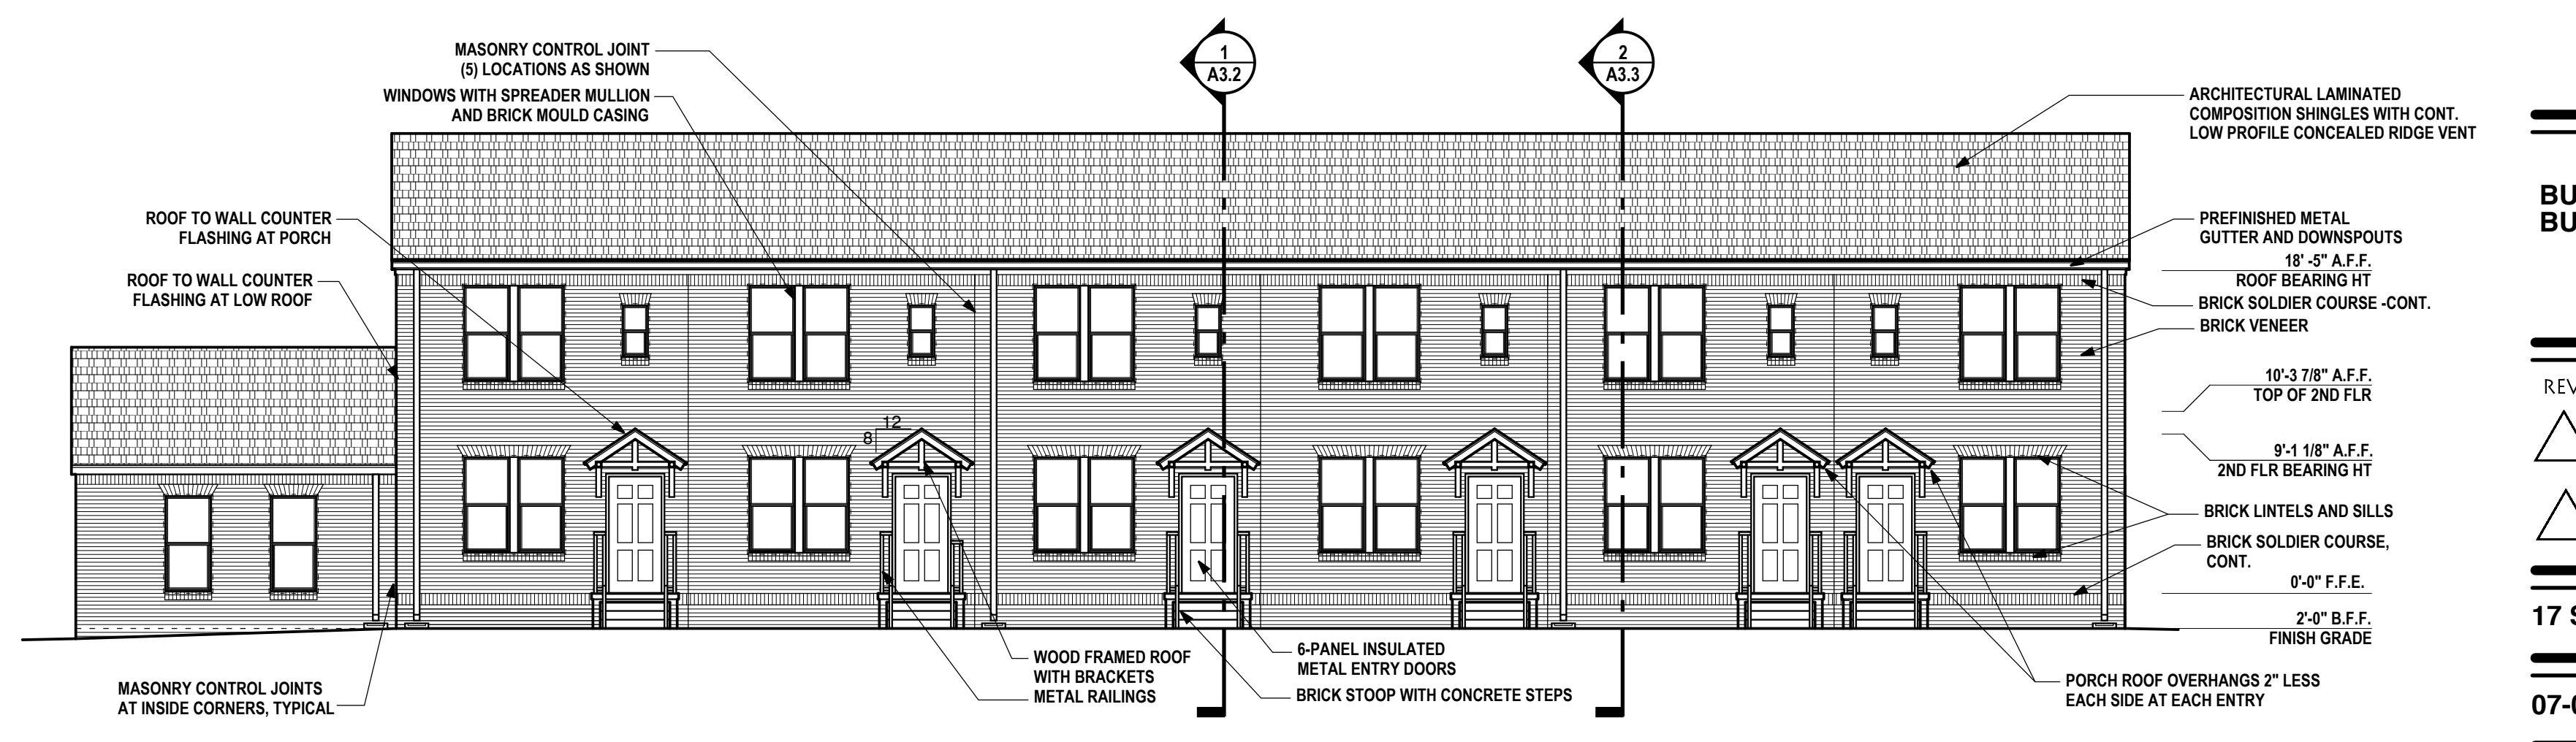 MASONRY CONTROL JOINT
(5) LOCATIONS AS SHOWN
WINDOWS WITH SPREADER MULLION
AND BRICK MOULD CASING
ROOF TO WALL COUNTER
FLASHING AT PORCH
ROOF TO WALL COUNTER
FLASHING AT LOW ROOF
MASONRY CONTROL JOINTS
AT INSIDE CORNERS, TYPICAL
1
A3.2
2
A3.3
12
8
WOOD FRAMED ROOF
WITH BRACKETS
METAL RAILINGS
6-PANEL INSULATED
METAL ENTRY DOORS
BRICK STOOP WITH CONCRETE STEPS
ARCHITECTURAL LAMINATED
COMPOSITION SHINGLES WITH CONT.
LOW PROFILE CONCEALED RIDGE VENT
PREFINISHED METAL
GUTTER AND DOWNSPOUTS
18' -5" A.F.F.
ROOF BEARING HT
BRICK SOLDIER COURSE -CONT.
BRICK VENEER
10'-3 7/8" A.F.F.
TOP OF 2ND FLR
9'-1 1/8" A.F.F.
2ND FLR BEARING HT
BRICK LINTELS AND SILLS
BRICK SOLDIER COURSE,
CONT.
0'-0" F.F.E.
2'-0" B.F.F.
FINISH GRADE
PORCH ROOF OVERHANGS 2" LESS
EACH SIDE AT EACH ENTRY
BU
BU
REV
17 S
07-0